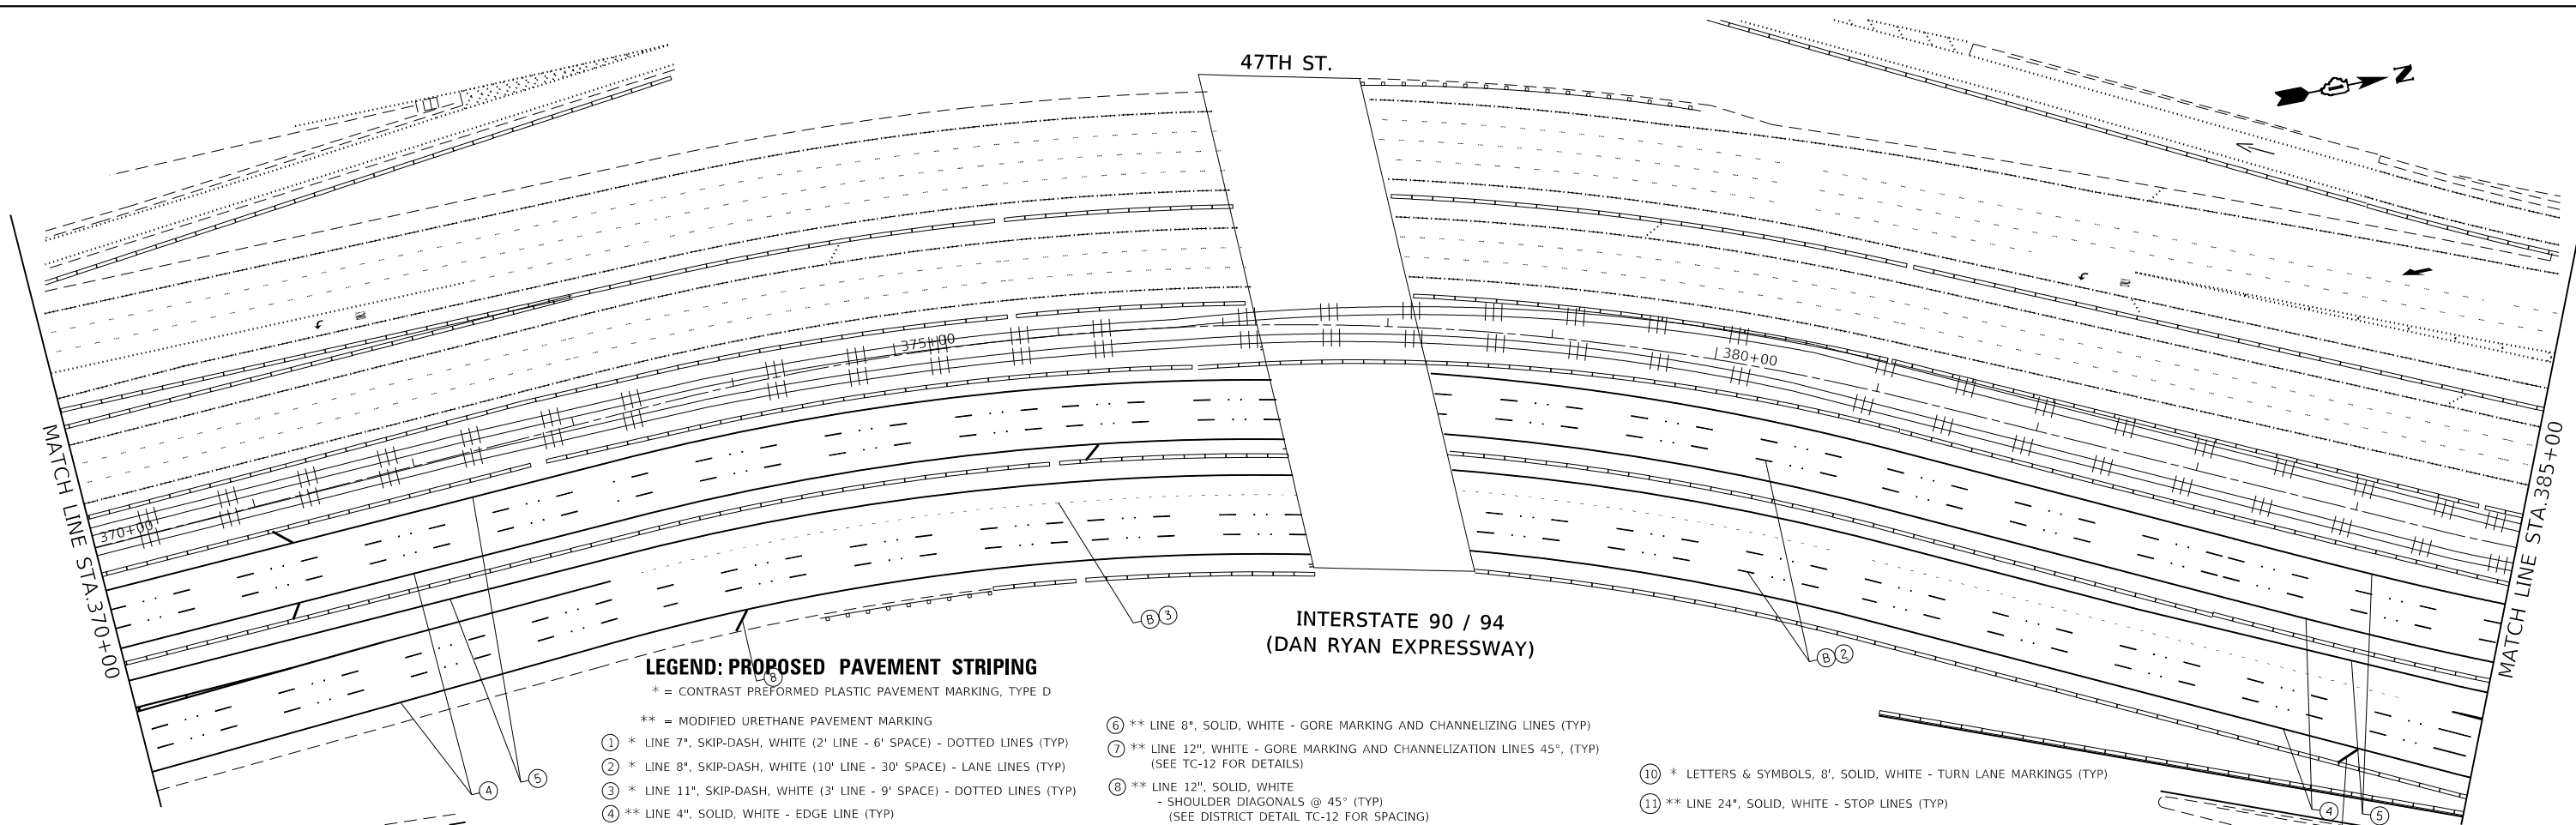 47TH ST.
N
375+00
380+00
370+00
MATCH LINE STA.370+00
MATCH LINE STA.385+00
B 3
B 2
8
4
5
4
5
INTERSTATE 90 / 94
(DAN RYAN EXPRESSWAY)
LEGEND: PROPOSED PAVEMENT STRIPING
* = CONTRAST PREFORMED PLASTIC PAVEMENT MARKING, TYPE D
** = MODIFIED URETHANE PAVEMENT MARKING
1 * LINE 7", SKIP-DASH, WHITE (2' LINE - 6' SPACE) - DOTTED LINES (TYP)
2 * LINE 8", SKIP-DASH, WHITE (10' LINE - 30' SPACE) - LANE LINES (TYP)
3 * LINE 11", SKIP-DASH, WHITE (3' LINE - 9' SPACE) - DOTTED LINES (TYP)
4 ** LINE 4", SOLID, WHITE - EDGE LINE (TYP)
6 ** LINE 8", SOLID, WHITE - GORE MARKING AND CHANNELIZING LINES (TYP)
7 ** LINE 12", WHITE - GORE MARKING AND CHANNELIZATION LINES 45°, (TYP)
(SEE TC-12 FOR DETAILS)
8 ** LINE 12", SOLID, WHITE
- SHOULDER DIAGONALS @ 45° (TYP)
(SEE DISTRICT DETAIL TC-12 FOR SPACING)
10 * LETTERS & SYMBOLS, 8', SOLID, WHITE - TURN LANE MARKINGS (TYP)
11 ** LINE 24", SOLID, WHITE - STOP LINES (TYP)